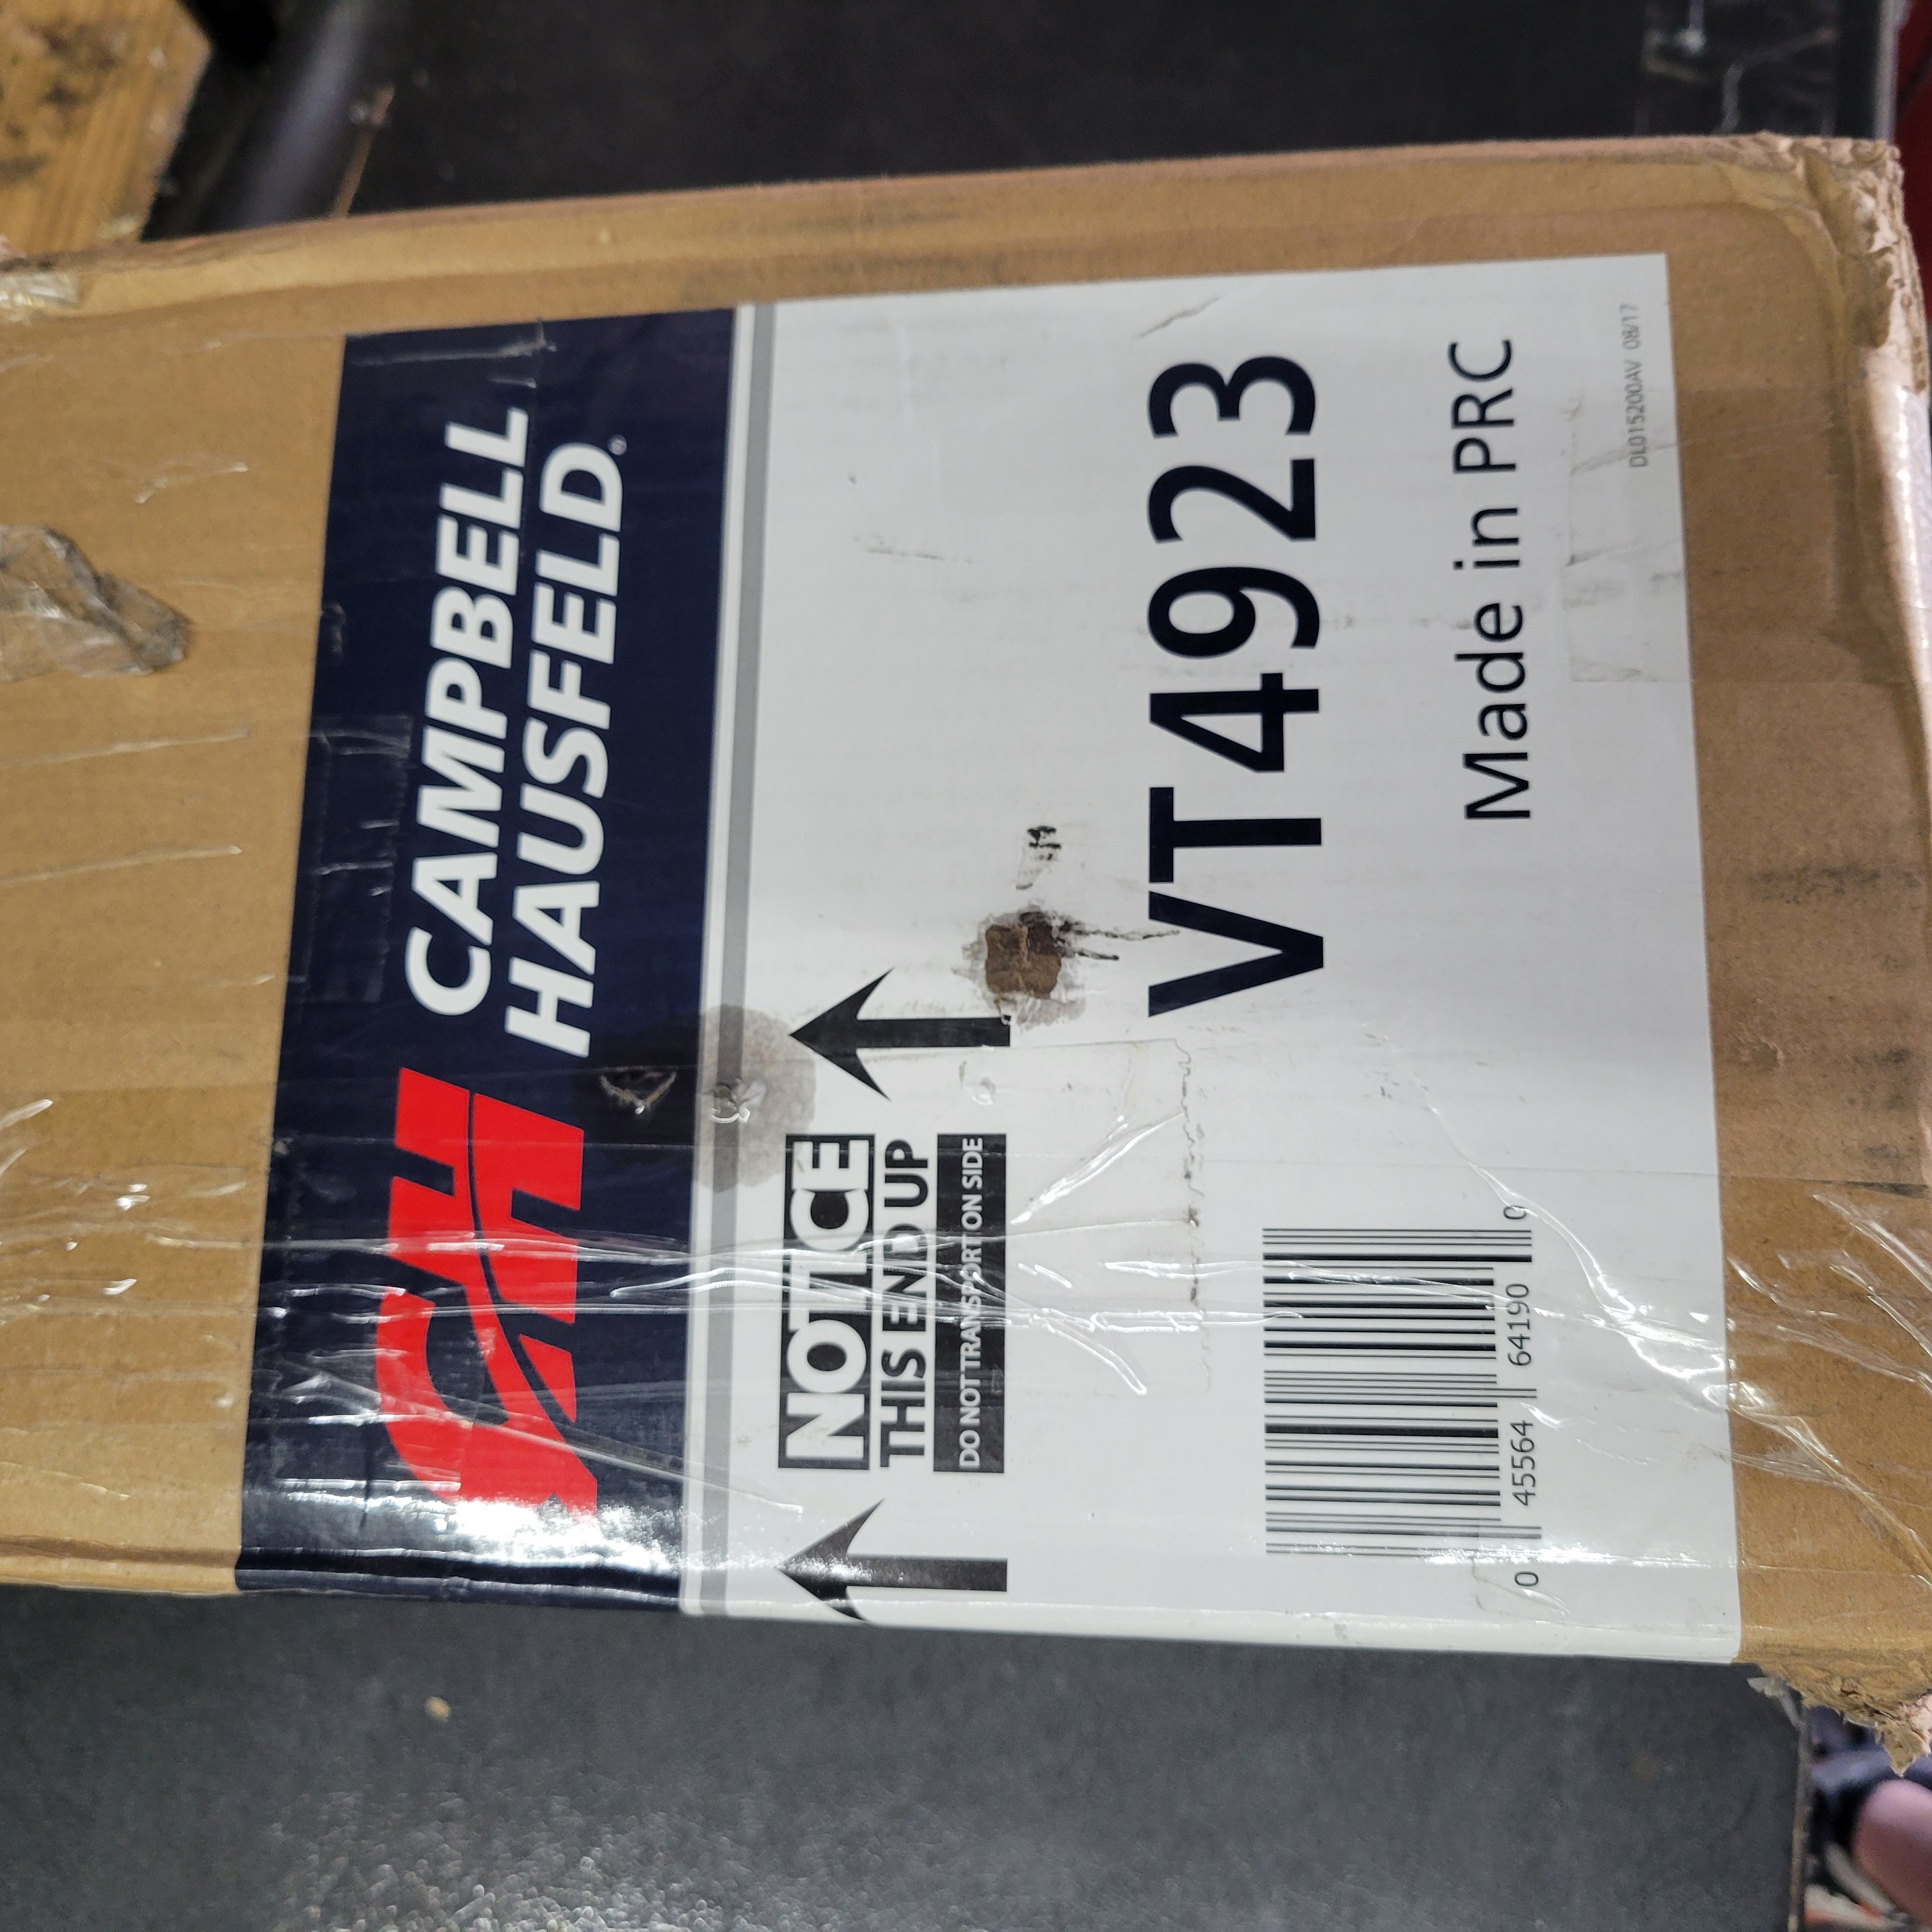 CH
CAMPBELL
HAUSFELD®
NOTICE
THIS END UP
DO NOT TRANSPORT ON SIDE
VT4923
0 45564 64190 0
Made in PRC
DL015200AV 08/17